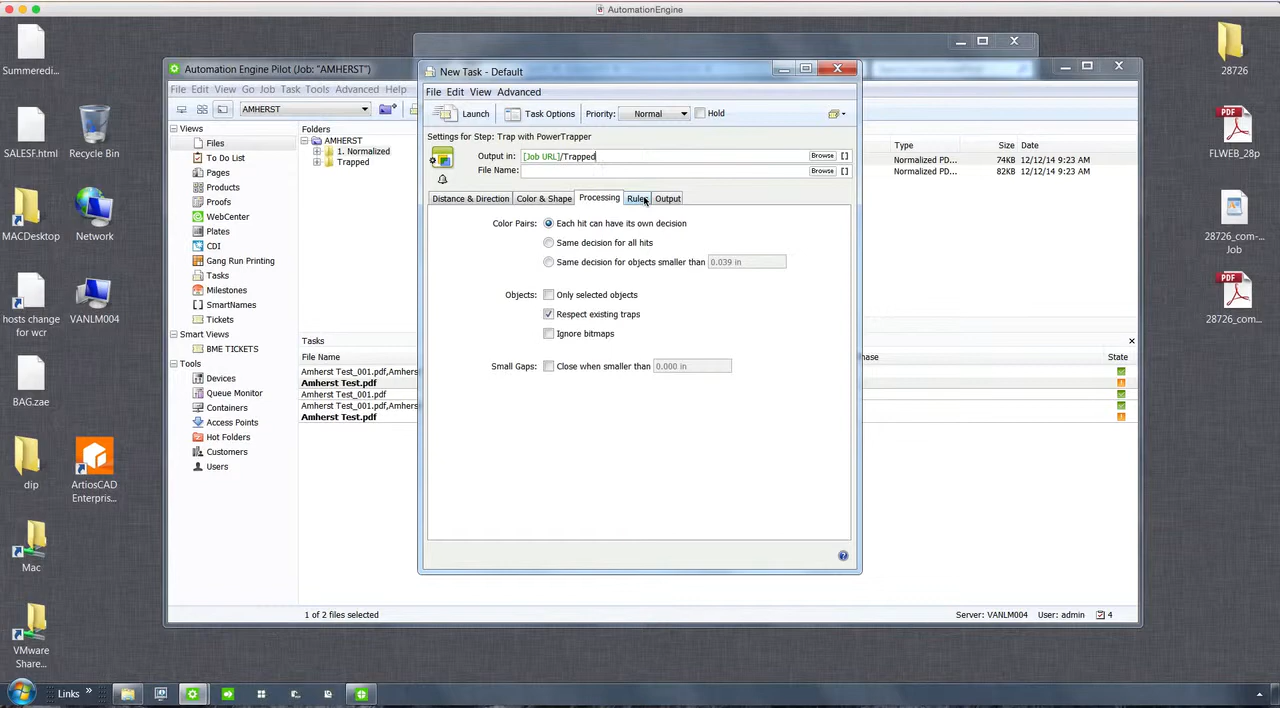 AutomationEngine
Summeredi...
SALESF.html
Recycle Bin
MACDesktop
Network
hosts change for wcr
VANLM004
BAG.zae
dip
ArtiosCAD Enterpris...
Mac
VMware Share...
Automation Engine Pilot (Job: "AMHERST")
File Edit View Go Job Task Tools Advanced Help
AMHERST
Views
Files
To Do List
Pages
Products
Proofs
WebCenter
Plates
CDI
Gang Run Printing
Tasks
Milestones
SmartNames
Tickets
Smart Views
BME TICKETS
Tools
Devices
Queue Monitor
Containers
Access Points
Hot Folders
Customers
Users
Folders
AMHERST
1. Normalized
Trapped
Tasks
File Name
Amherst Test_001.pdf,Amhers
Amherst Test.pdf
Amherst Test_001.pdf
Amherst Test_001.pdf,Amhers
Amherst Test.pdf
1 of 2 files selected
New Task - Default
File Edit View Advanced
Launch Task Options Priority: Normal Hold
Settings for Step: Trap with PowerTrapper
Output in: [Job URL]/Trapped Browse []
File Name: Browse []
Distance & Direction Color & Shape Processing Rules Output
Color Pairs: Each hit can have its own decision
Same decision for all hits
Same decision for objects smaller than 0.039 in
Objects: Only selected objects
Respect existing traps
Ignore bitmaps
Small Gaps: Close when smaller than 0.000 in
Type Size Date Modified
Normalized PD... 74KB 12/12/14 9:23 AM
Normalized PD... 82KB 12/12/14 9:23 AM
hase State
Server: VANLM004 User: admin 4
28726
FLWEB_28p
28726_com-... Job
28726_com...
Links »